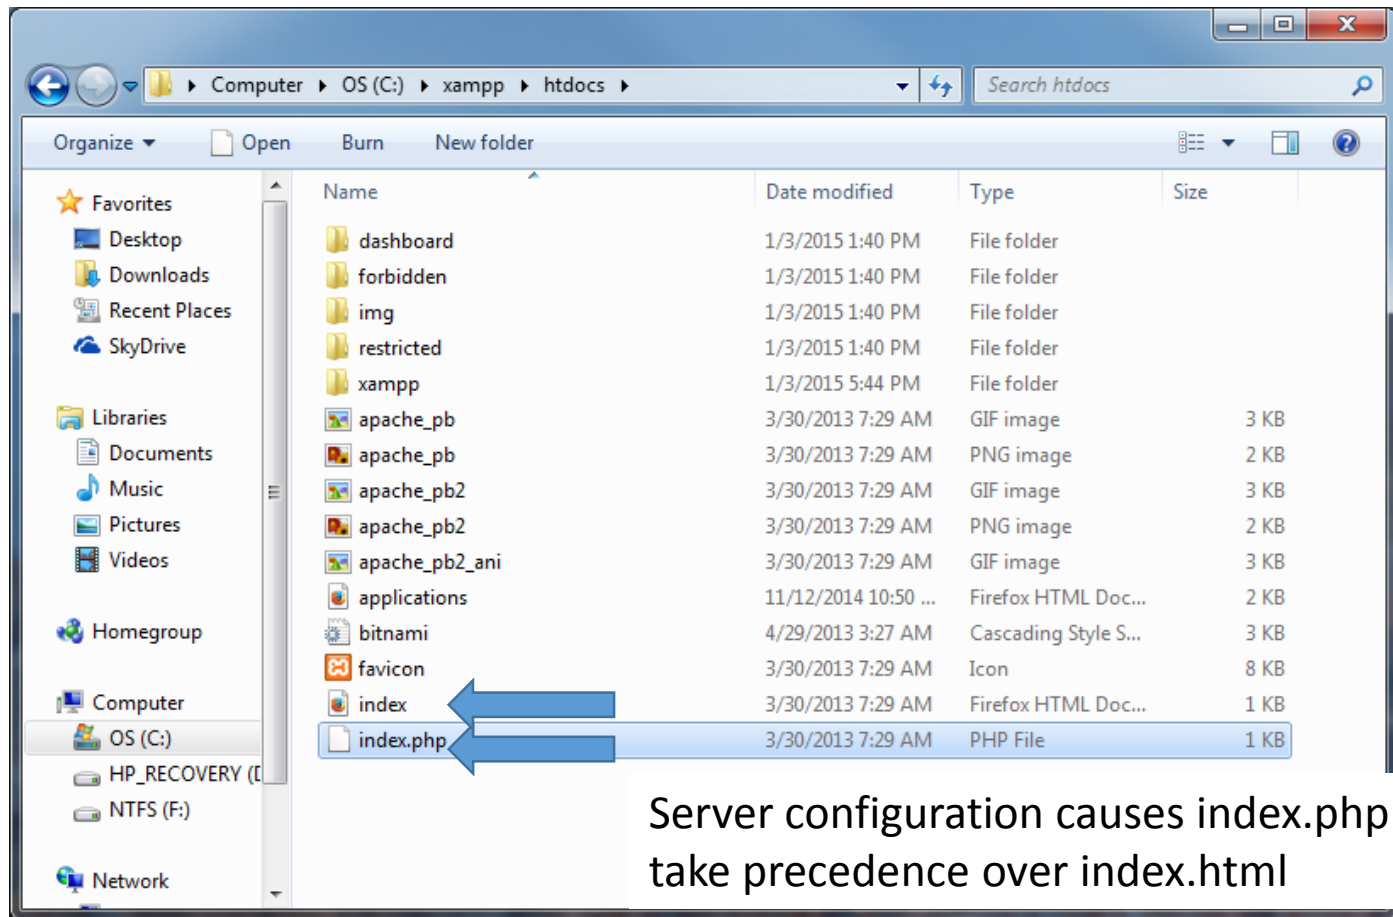 Computer OS (C:) xampp htdocs Search htdocs
Organize Open Burn New folder
Name Date modified Type Size
Favorites
Desktop
Downloads
Recent Places
SkyDrive
Libraries
Documents
Music
Pictures
Videos
Homegroup
Computer
OS (C:)
HP_RECOVERY (D
NTFS (F:)
Network
dashboard 1/3/2015 1:40 PM File folder
forbidden 1/3/2015 1:40 PM File folder
img 1/3/2015 1:40 PM File folder
restricted 1/3/2015 1:40 PM File folder
xampp 1/3/2015 5:44 PM File folder
apache_pb 3/30/2013 7:29 AM GIF image 3 KB
apache_pb 3/30/2013 7:29 AM PNG image 2 KB
apache_pb2 3/30/2013 7:29 AM GIF image 3 KB
apache_pb2 3/30/2013 7:29 AM PNG image 2 KB
apache_pb2_ani 3/30/2013 7:29 AM GIF image 3 KB
applications 11/12/2014 10:50 ... Firefox HTML Doc... 2 KB
bitnami 4/29/2013 3:27 AM Cascading Style S... 3 KB
favicon 3/30/2013 7:29 AM Icon 8 KB
index 3/30/2013 7:29 AM Firefox HTML Doc... 1 KB
index.php 3/30/2013 7:29 AM PHP File 1 KB
Server configuration causes index.php
take precedence over index.html